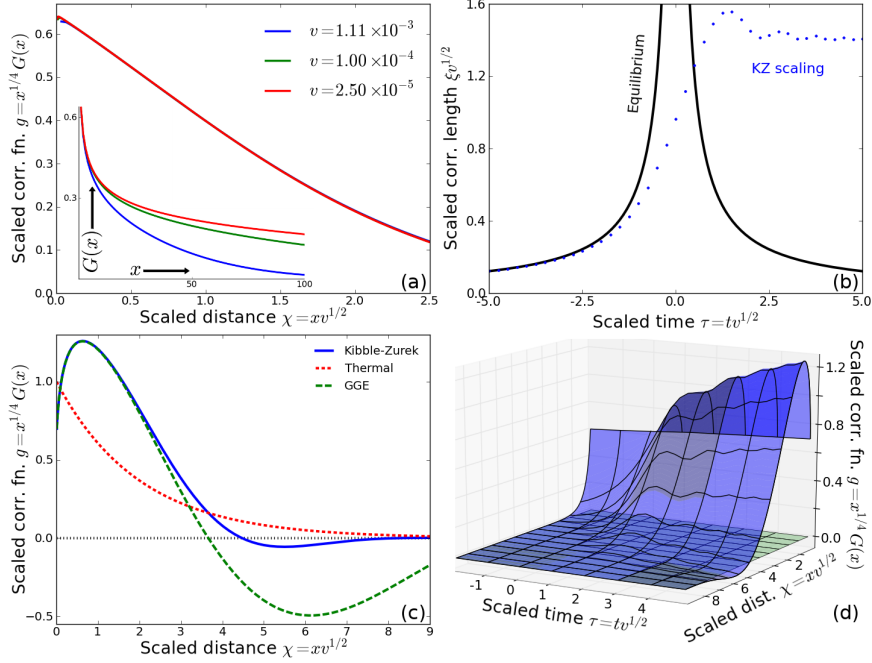 Scaled corr. fn. g = x^{1/4} G(x)
0.6
0.5
0.4
0.3
0.2
0.1
0.0
v = 1.11 × 10^{−3}
v = 1.00 × 10^{−4}
v = 2.50 × 10^{−5}
0.6
0.3
G(x)
x
50
100
(a)
0.0
0.5
1.0
1.5
2.0
2.5
Scaled distance χ = xv^{1/2}
Scaled corr. length ξv^{1/2}
1.6
1.2
0.8
0.4
0.0
Equilibrium
KZ scaling
(b)
-5.0
-2.5
0.0
2.5
5.0
Scaled time τ = tv^{1/2}
Scaled corr. fn. g = x^{1/4} G(x)
1.0
0.5
0.0
−0.5
Kibble-Zurek
Thermal
GGE
(c)
0
1
2
3
4
5
6
7
8
9
Scaled distance χ = xv^{1/2}
Scaled corr. fn. g = x^{1/4} G(x)
1.2
0.8
0.4
0.0
-1
0
1
2
3
4
Scaled time τ = tv^{1/2}
8
6
4
2
Scaled dist. χ = xv^{1/2}
(d)